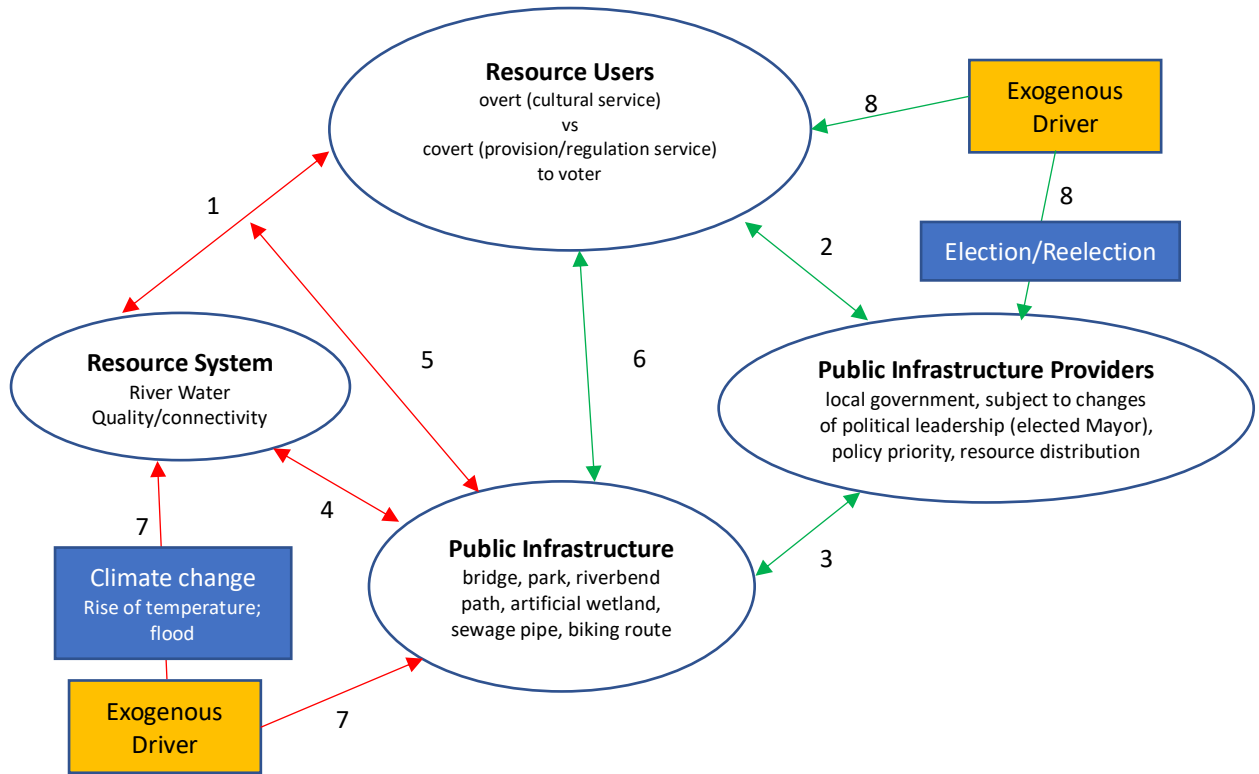 Resource Users
overt (cultural service)
vs
covert (provision/regulation service)
to voter
8
Exogenous
Driver
8
1
2
Election/Reelection
Resource System
River Water
Quality/connectivity
5
6
Public Infrastructure Providers
local government, subject to changes
of political leadership (elected Mayor),
policy priority, resource distribution
4
7
Public Infrastructure
bridge, park, riverbend
path, artificial wetland,
sewage pipe, biking route
3
Climate change
Rise of temperature;
flood
Exogenous
Driver
7